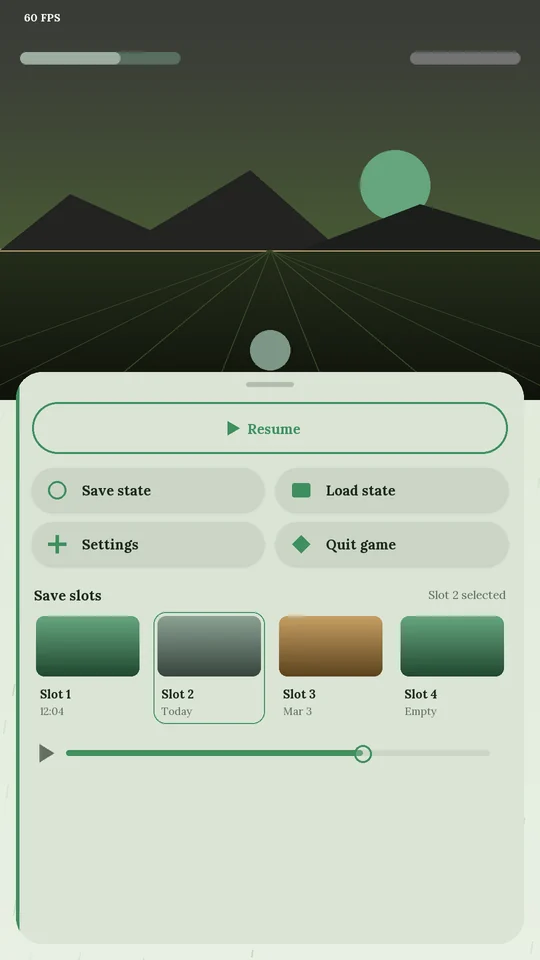 60 FPS
Resume
Save state
Load state
Settings
Quit game
Save slots
Slot 2 selected
Slot 1
12:04
Slot 2
Today
Slot 3
Mar 3
Slot 4
Empty